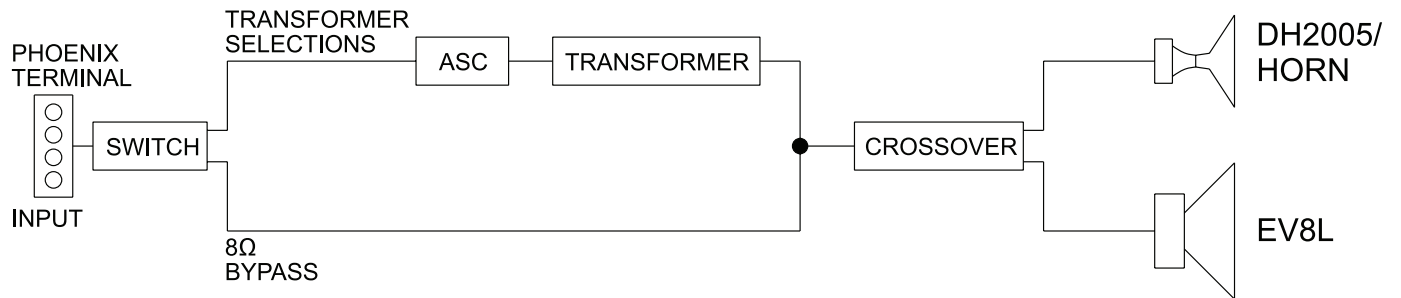 TRANSFORMER
SELECTIONS
PHOENIX
TERMINAL
ASC
TRANSFORMER
DH2005/
HORN
SWITCH
CROSSOVER
INPUT
8Ω
BYPASS
EV8L